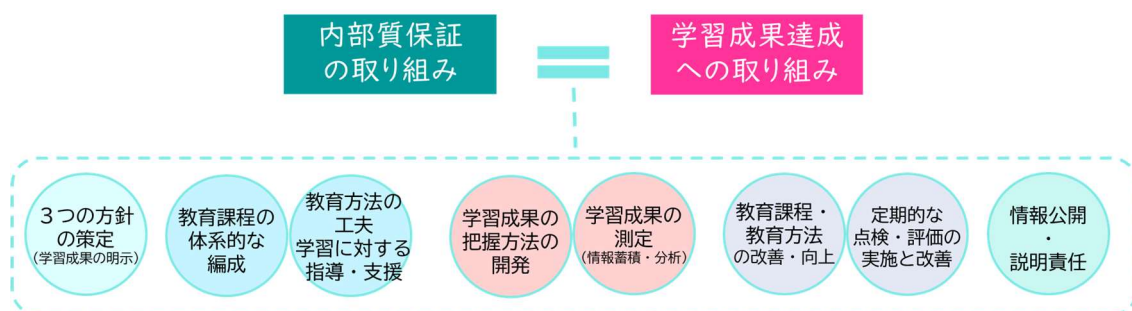 内部質保証
の取り組み
学習成果達成
への取り組み
３つの方針
の策定
(学習成果の明示)
教育課程の
体系的な
編成
教育方法の
工夫
学習に対する
指導・支援
学習成果の
把握方法の
開発
学習成果の
測定
(情報蓄積・分析)
教育課程・
教育方法
の改善・向上
定期的な
点検・評価の
実施と改善
情報公開
・
説明責任